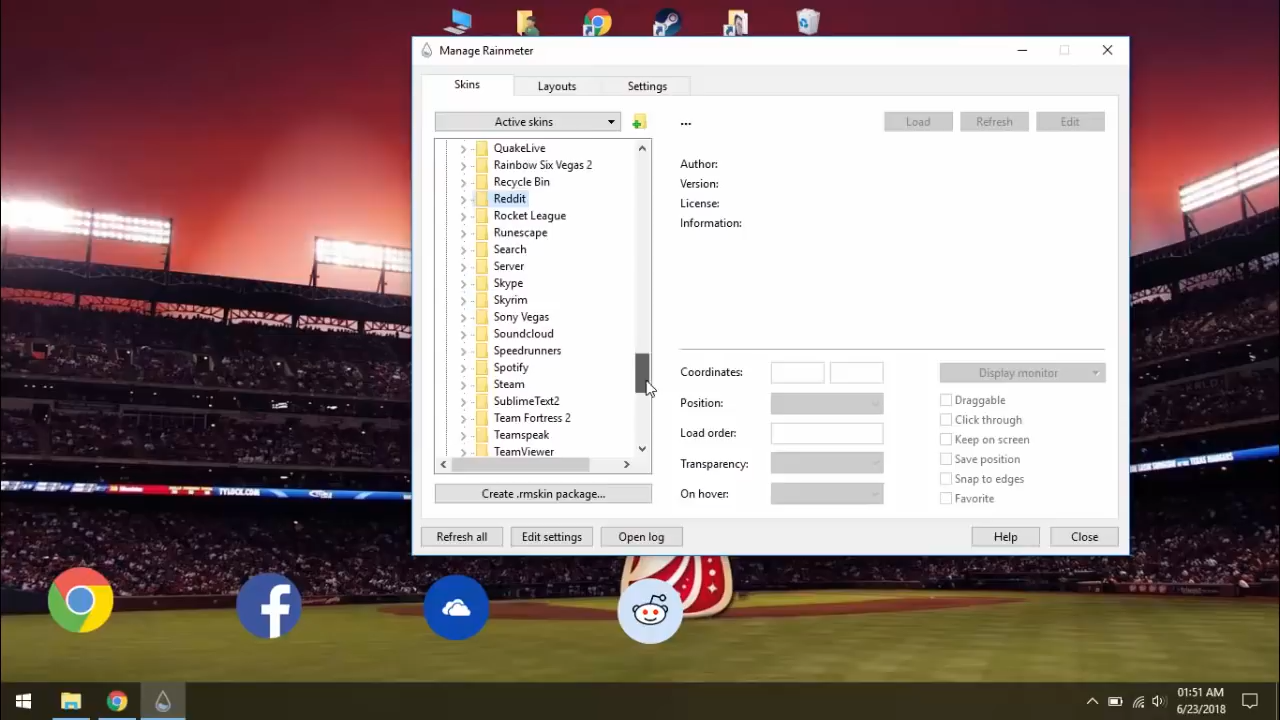 Manage Rainmeter
Skins
Layouts
Settings
Active skins
...
Load
Refresh
Edit
QuakeLive
Rainbow Six Vegas 2
Recycle Bin
Reddit
Rocket League
Runescape
Search
Server
Skype
Skyrim
Sony Vegas
Soundcloud
Speedrunners
Spotify
Steam
SublimeText2
Team Fortress 2
Teamspeak
TeamViewer
Author:
Version:
License:
Information:
Coordinates:
Position:
Load order:
Transparency:
On hover:
Display monitor
Draggable
Click through
Keep on screen
Save position
Snap to edges
Favorite
Create .rmskin package...
Refresh all
Edit settings
Open log
Help
Close
01:51 AM
6/23/2018